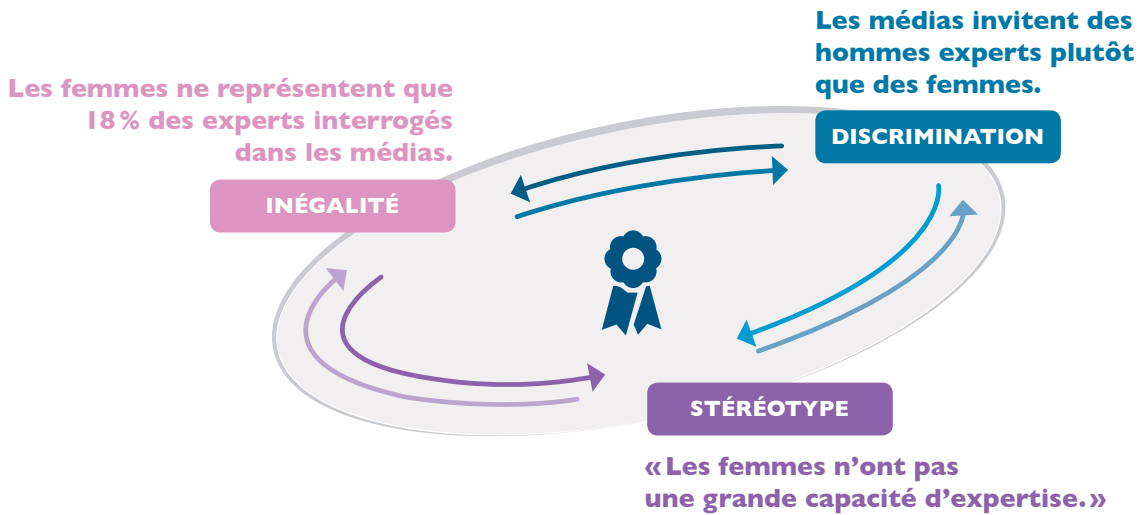 Les médias invitent des
hommes experts plutôt
que des femmes.
DISCRIMINATION
Les femmes ne représentent que
18 % des experts interrogés
dans les médias.
INÉGALITÉ
STÉRÉOTYPE
« Les femmes n’ont pas
une grande capacité d’expertise. »